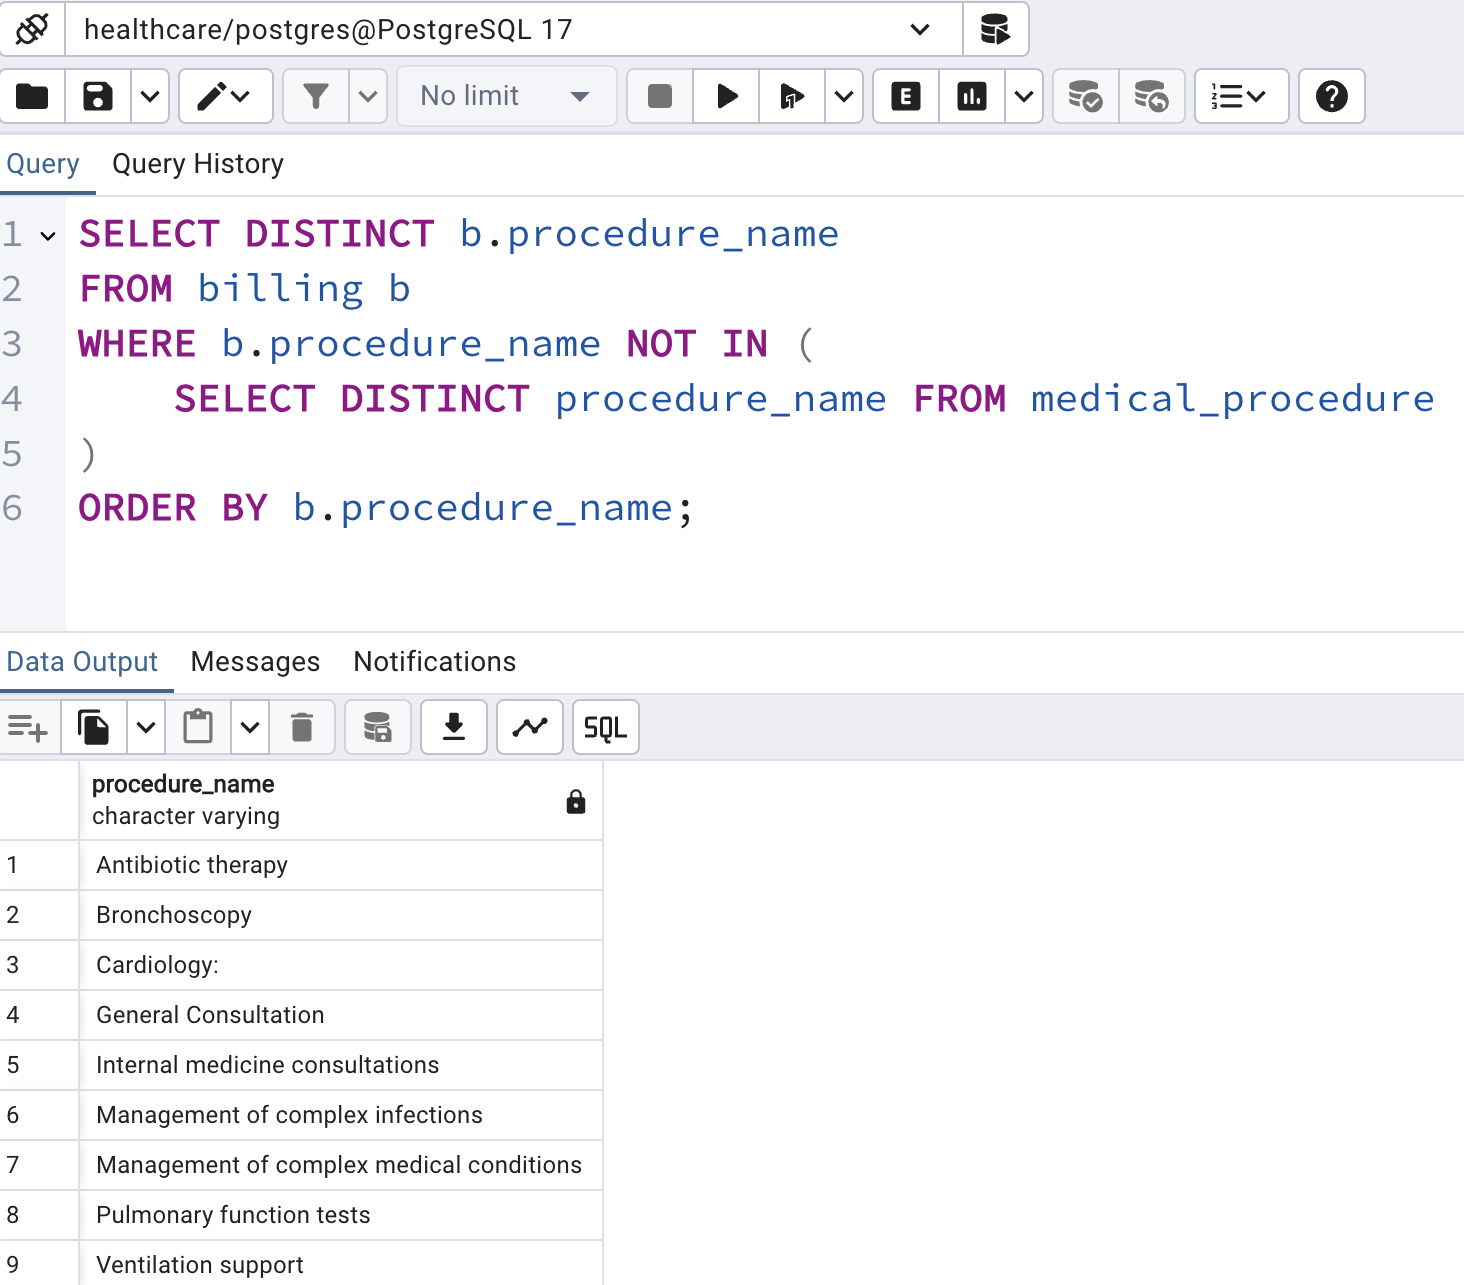 healthcare/postgres@PostgreSQL 17
No limit
E
1
2
3
?
Query Query History
1 SELECT DISTINCT b.procedure_name
2 FROM billing b
3 WHERE b.procedure_name NOT IN (
4 SELECT DISTINCT procedure_name FROM medical_procedure
5 )
6 ORDER BY b.procedure_name;
Data Output Messages Notifications
SQL
procedure_name
character varying
1 Antibiotic therapy
2 Bronchoscopy
3 Cardiology:
4 General Consultation
5 Internal medicine consultations
6 Management of complex infections
7 Management of complex medical conditions
8 Pulmonary function tests
9 Ventilation support